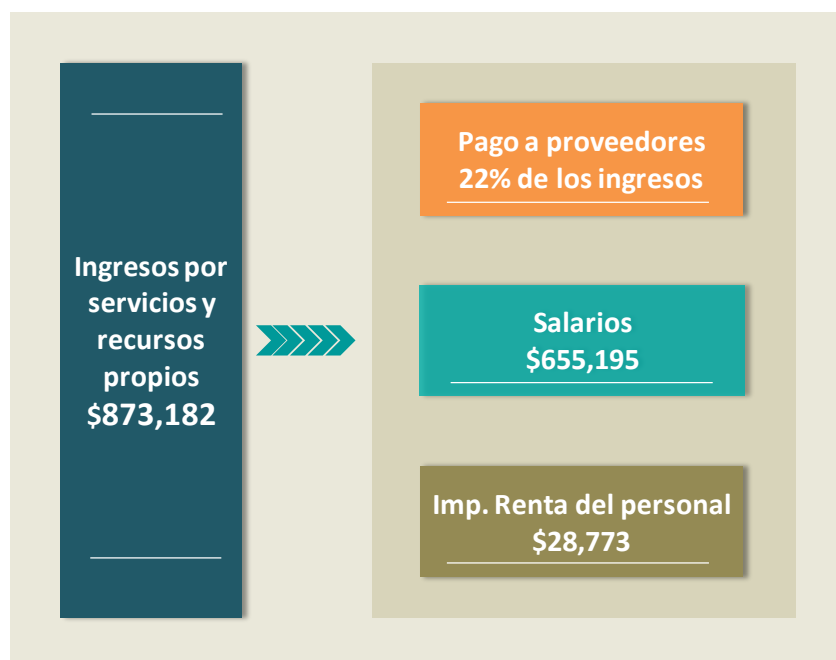 Ingresos por
servicios y
recursos
propios
$873,182
Pago a proveedores
22% de los ingresos
Salarios
$655,195
Imp. Renta del personal
$28,773